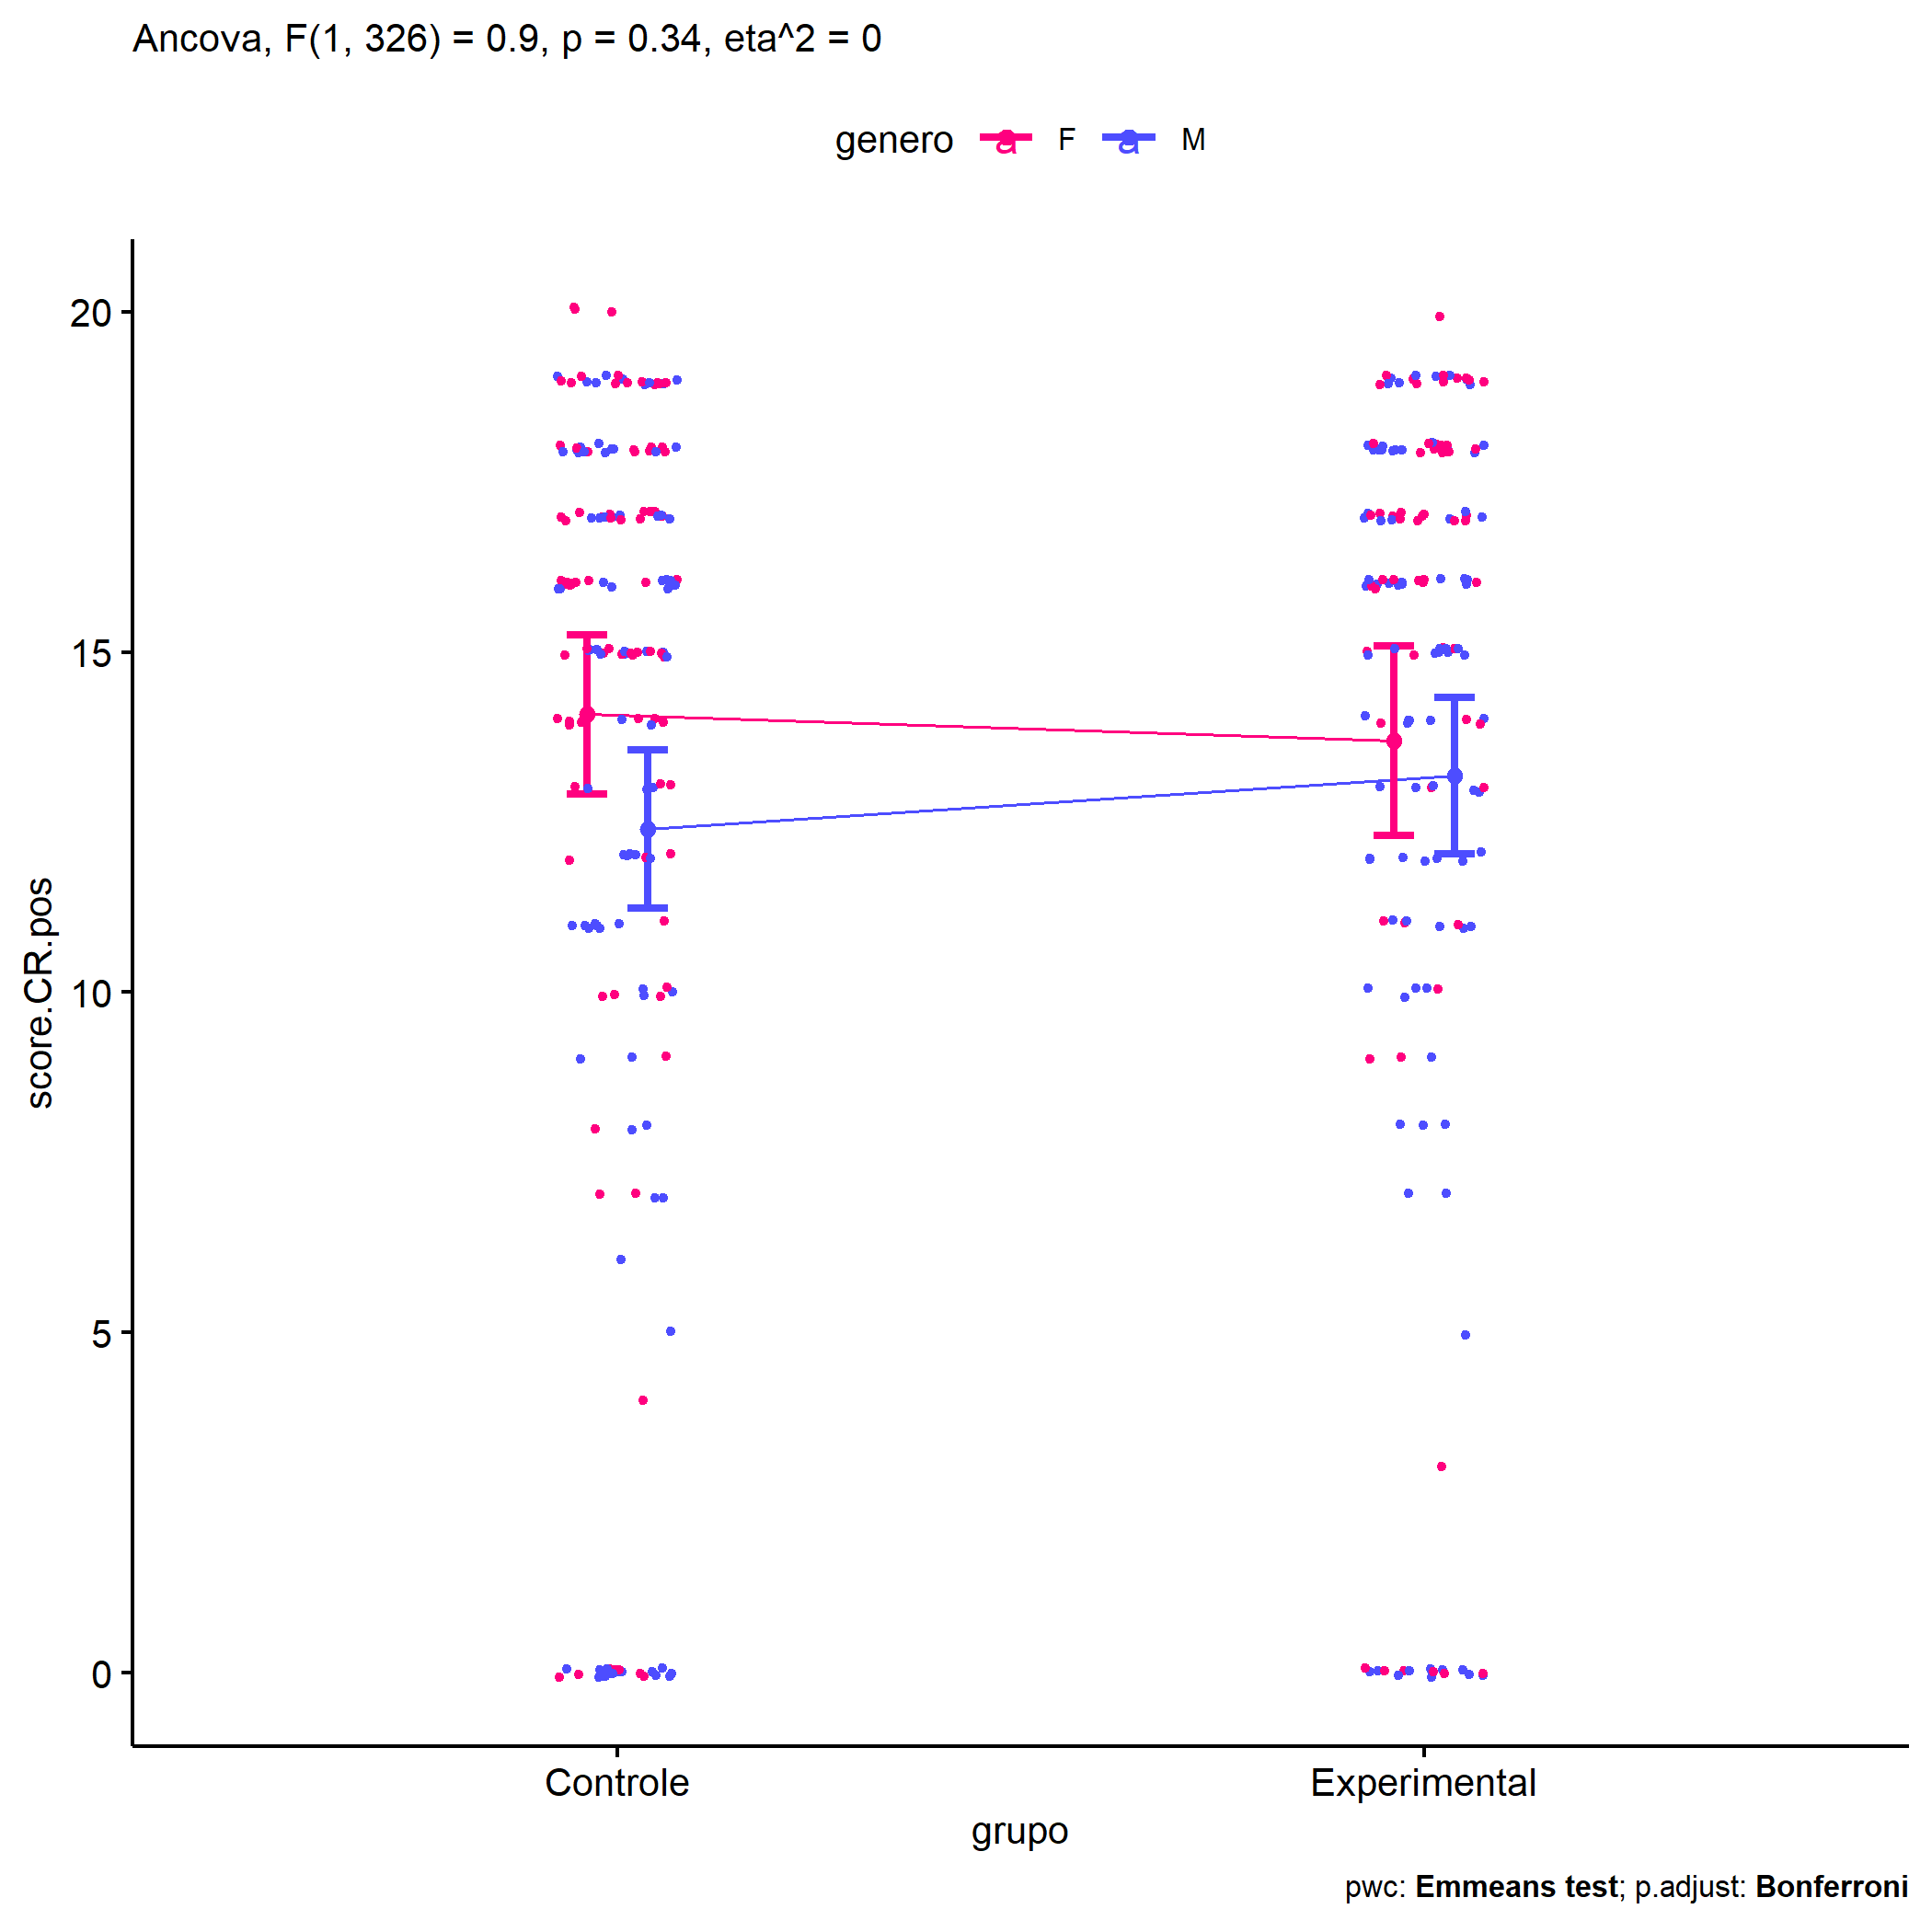 Ancova, F(1, 326) = 0.9, p = 0.34, eta^2 = 0
genero a F a M
20
15
10
5
0
score.CR.pos
Controle Experimental
grupo
pwc: Emmeans test; p.adjust: Bonferroni